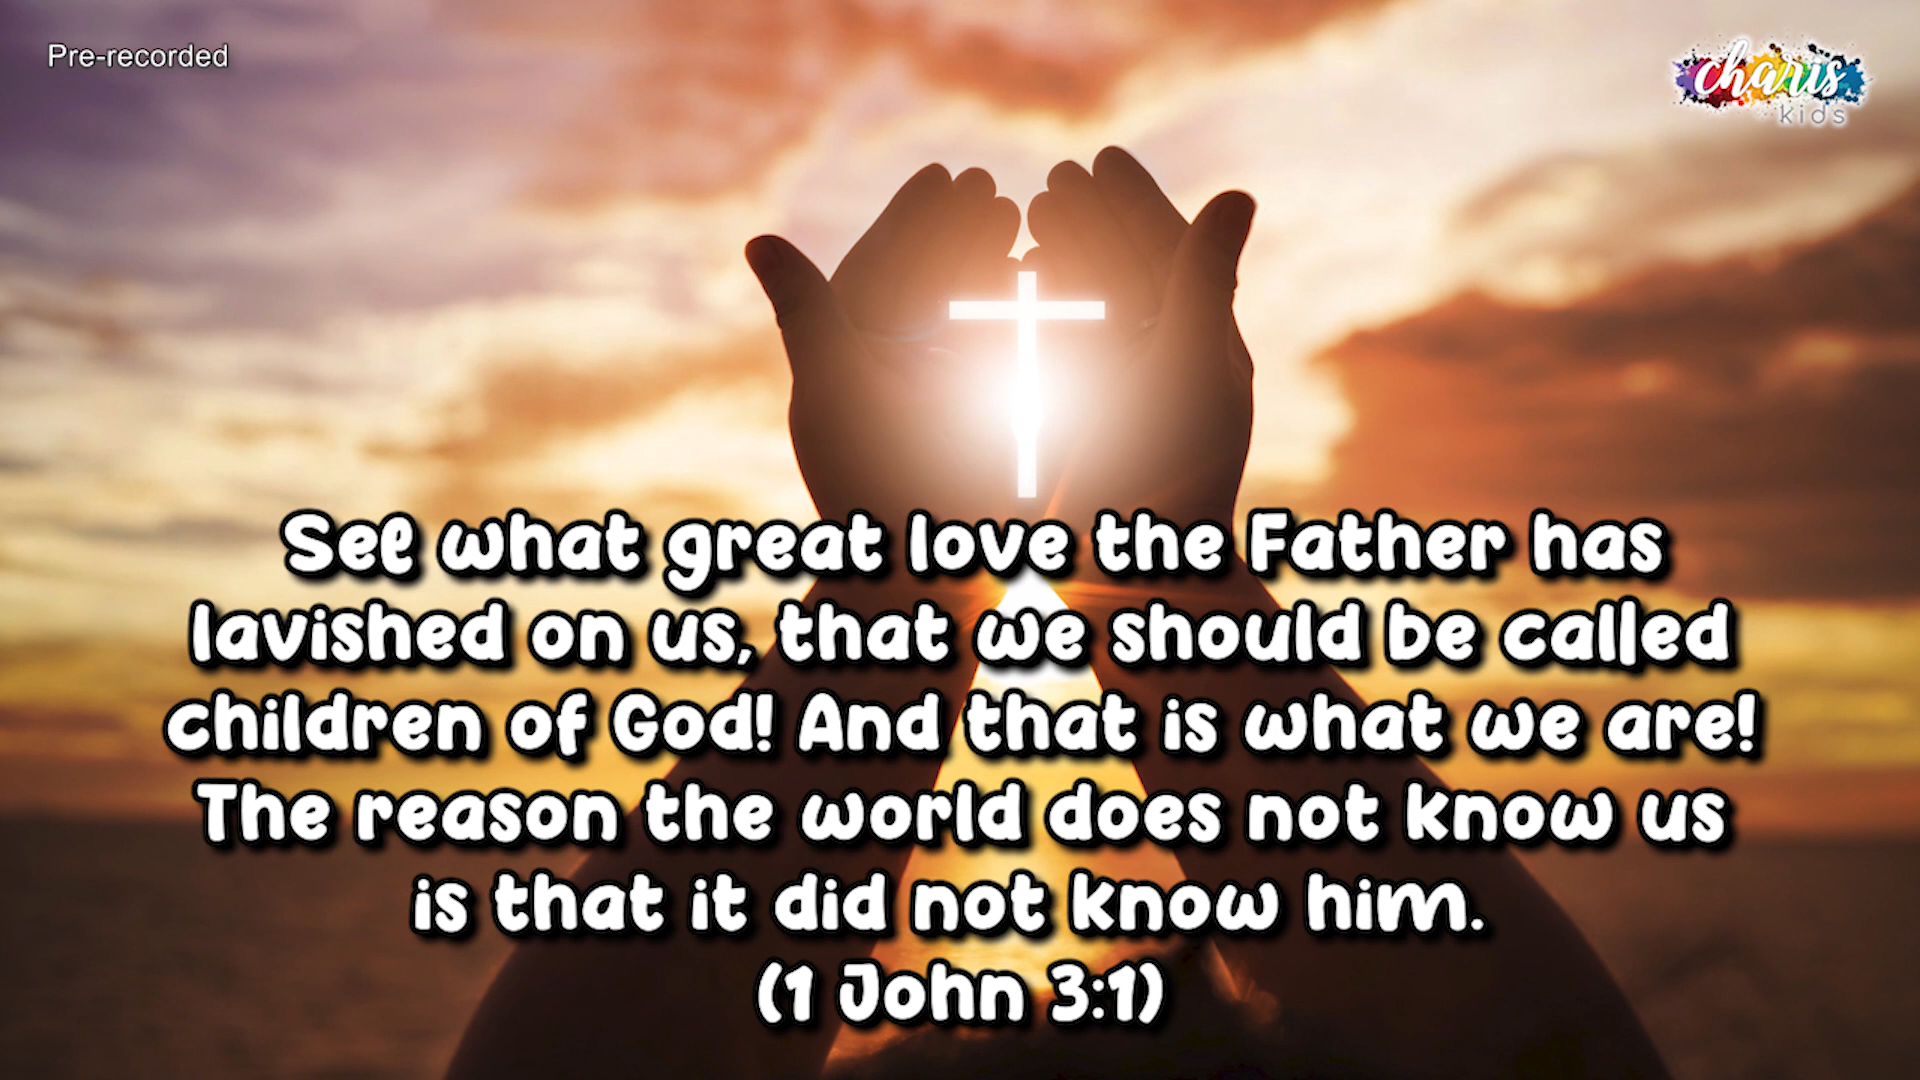 Pre-recorded
charis
kids
See what great love the Father has
lavished on us, that we should be called
children of God! And that is what we are!
The reason the world does not know us
is that it did not know him.
(1 John 3:1)